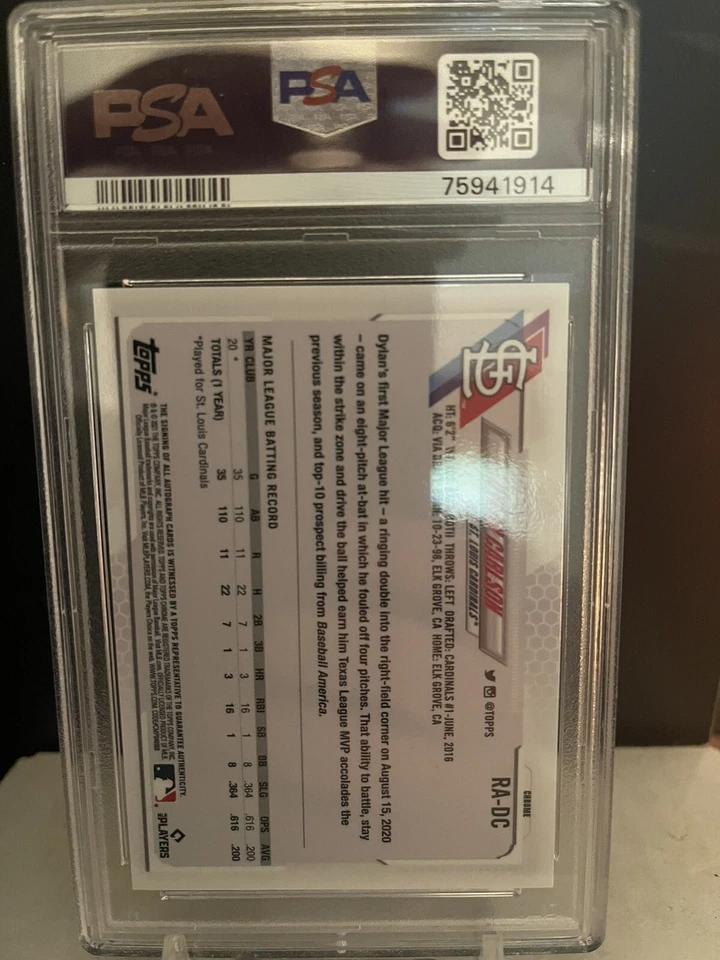 PSA
PSA
75941914
CHROME
RA-DC
@TOPPS
ST. LOUIS CARDINALS
HT: 6'2" THROWS: LEFT DRAFTED: CARDINALS #1-JUNE, 2016
ACQ: VIA 10-23-98, ELK GROVE, CA HOME: ELK GROVE, CA
Dylan's first Major League hit – a ringing double into the right-field corner on August 15, 2020
– came on an eight-pitch at-bat in which he fouled off four pitches. That ability to battle, stay
within the strike zone and drive the ball helped earn him Texas League MVP accolades the
previous season, and top-10 prospect billing from Baseball America.
MAJOR LEAGUE BATTING RECORD
YR CLUB G AB R H 2B 3B HR RBI SB BB SLG OPS AVG
20 * 35 110 11 22 7 1 3 16 1 8 .364 .616 .200
TOTALS (1 YEAR) 35 110 11 22 7 1 3 16 1 8 .364 .616 .200
*Played for St. Louis Cardinals
topps
THE SIGNING OF ALL AUTOGRAPH CARDS IS WITNESSED BY A TOPPS REPRESENTATIVE TO GUARANTEE AUTHENTICITY.
PLAYERS